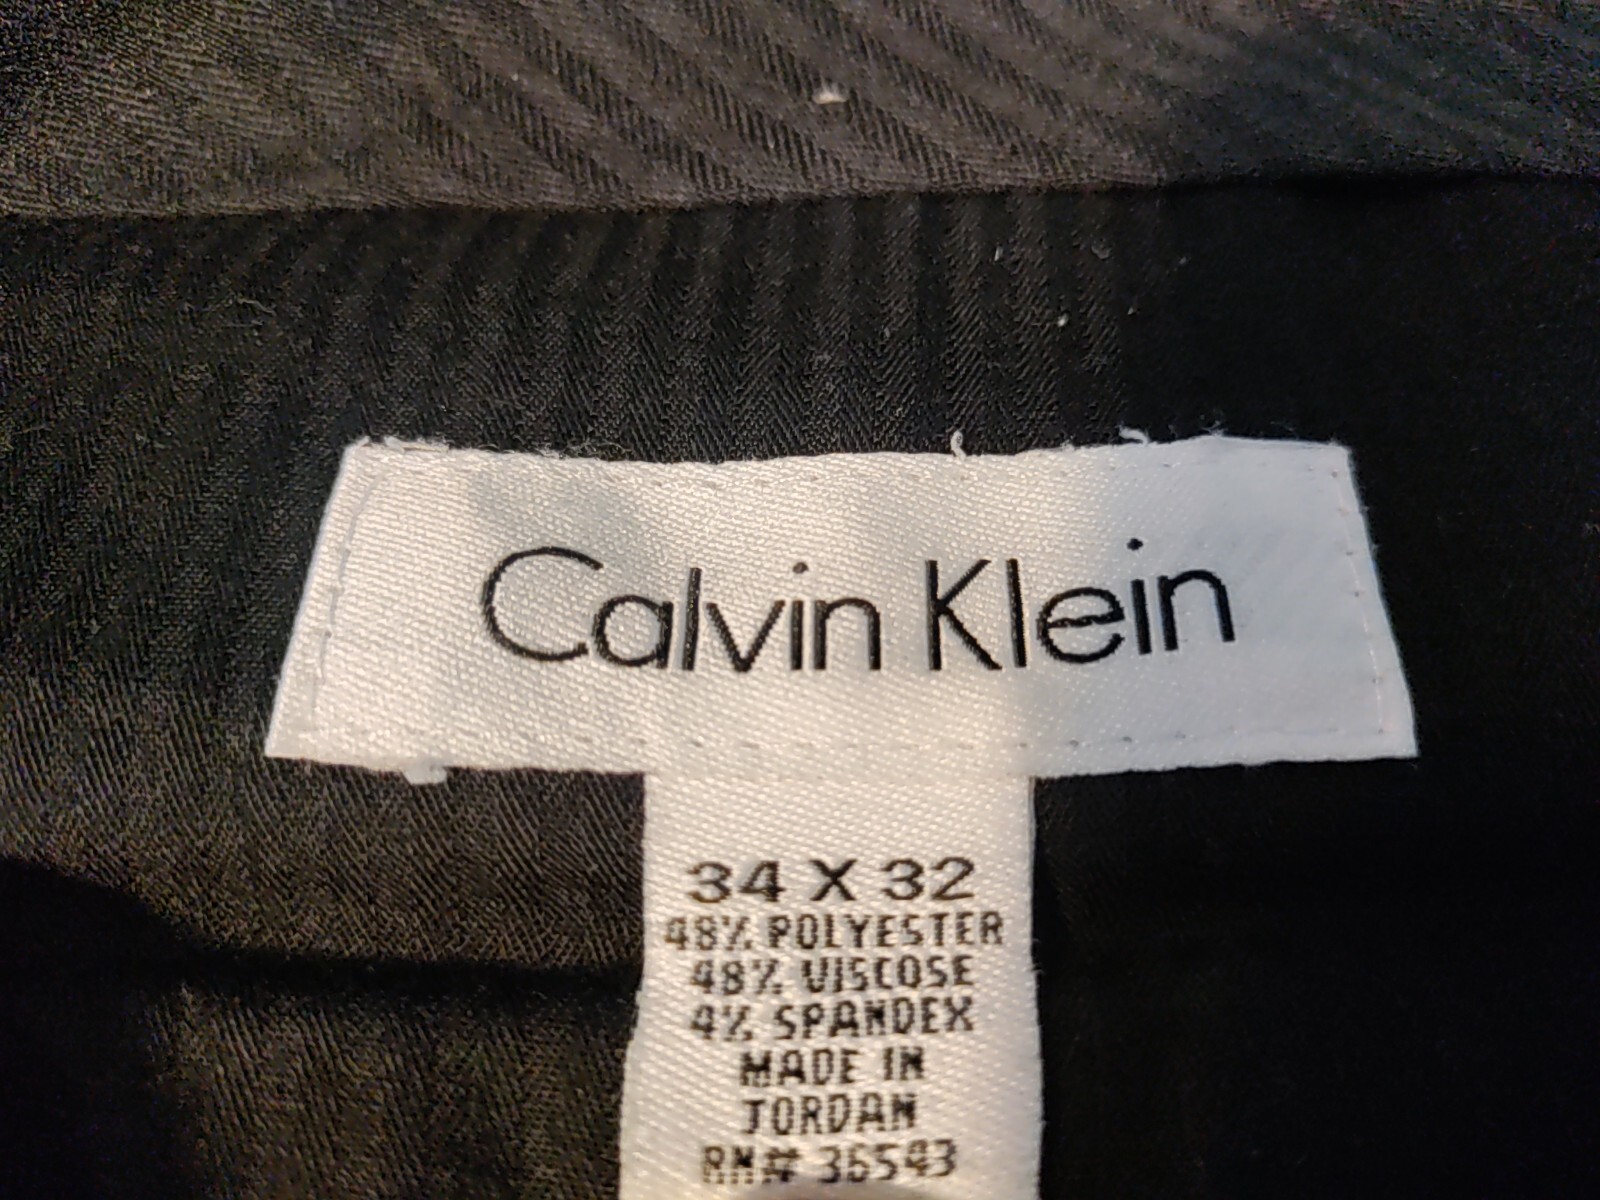 Calvin Klein
34 X 32
48% POLYESTER
48% VISCOSE
4% SPANDEX
MADE IN
JORDAN
RN# 36543